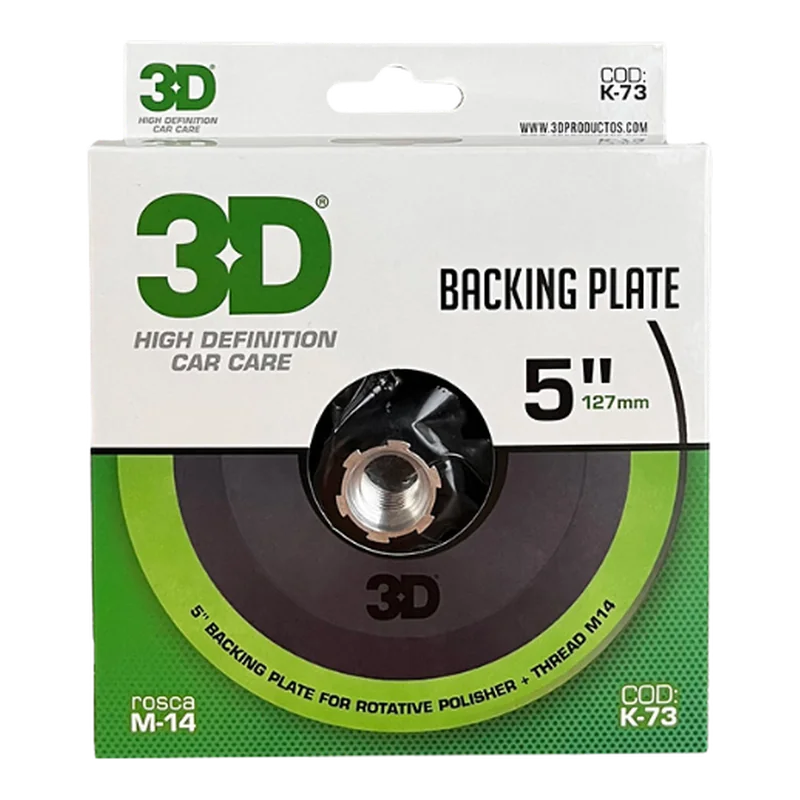 3D
HIGH DEFINITION
CAR CARE
COD:
K-73
WWW.3DPRODUCTOS.COM
3D®
HIGH DEFINITION
CAR CARE
BACKING PLATE
5"
127mm
3D
5" BACKING PLATE FOR ROTATIVE POLISHER + THREAD M14
rosca
M-14
COD:
K-73